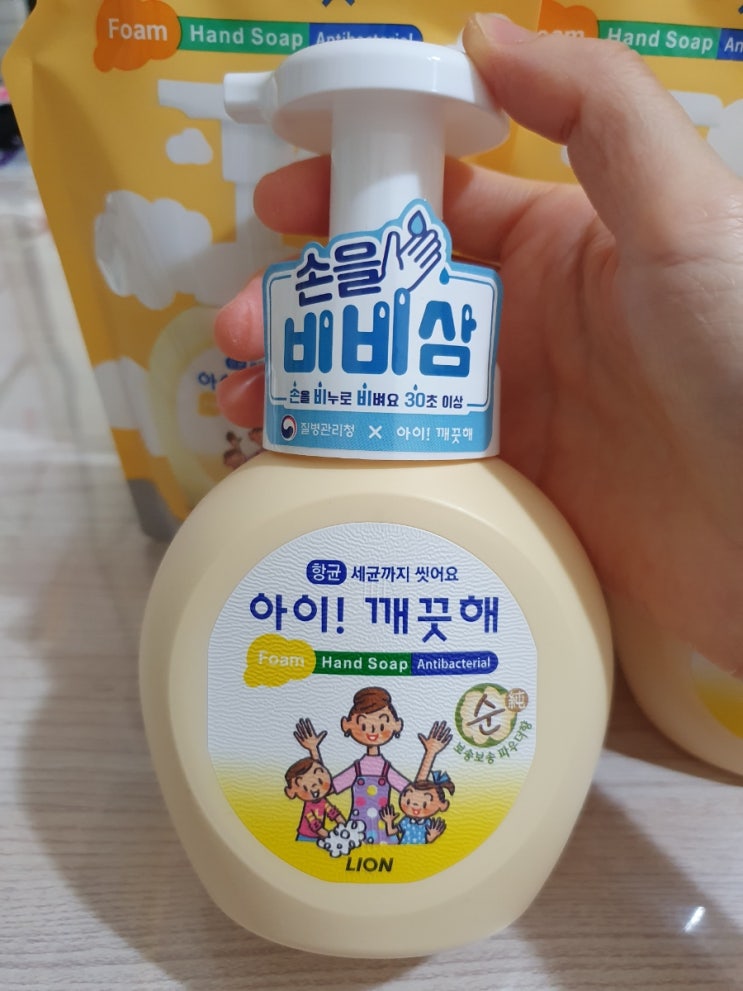 Foam Hand Soap Antibacterial
Hand Soap
손을
비비삼
손을 비누로 비벼요 30초 이상
질병관리청 X 아이! 깨끗해
항균 세균까지 씻어요
아이! 깨끗해
Foam Hand Soap Antibacterial
순 純
보송보송 파우더향
LION